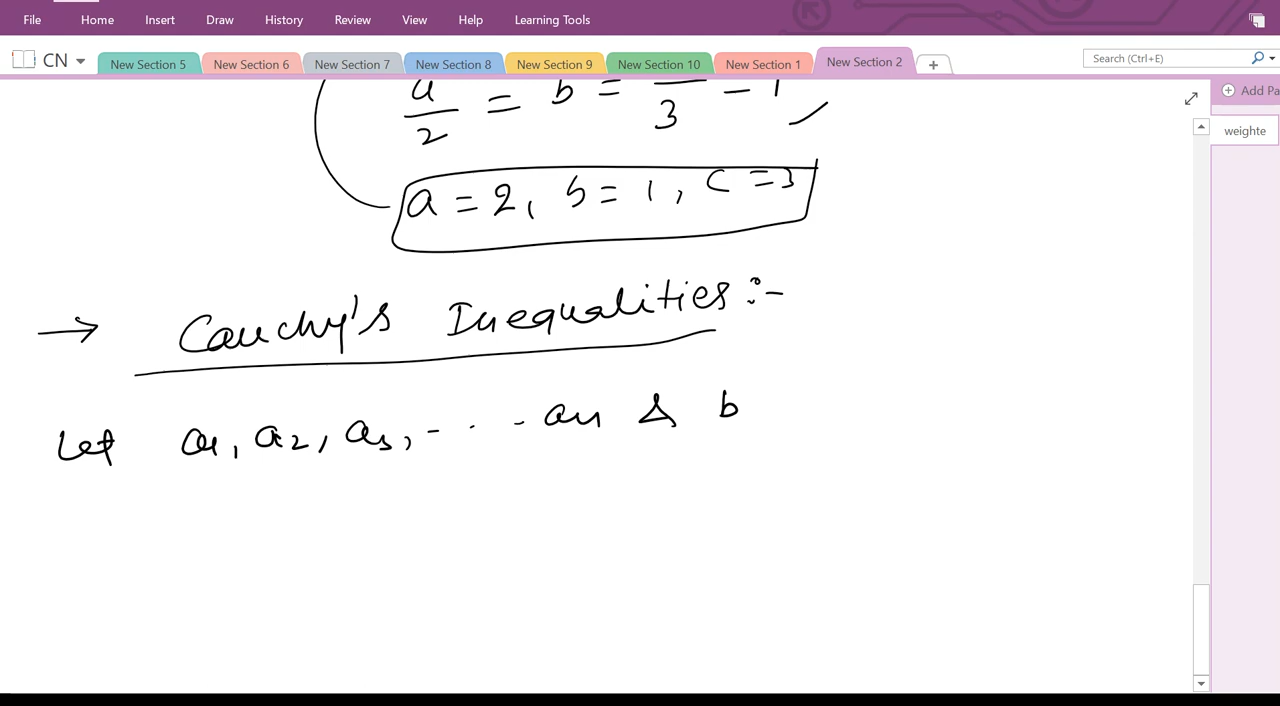 File Home Insert Draw History Review View Help Learning Tools
CN New Section 5 New Section 6 New Section 7 New Section 8 New Section 9 New Section 10 New Section 1 New Section 2 + Search (Ctrl+E)
Add Pa
weighte
a/2 = b = /3 = 1
a = 2, b = 1, c = 3
→ Cauchy's Inequalities :-
Let a1, a2, a3, - . . . an & b